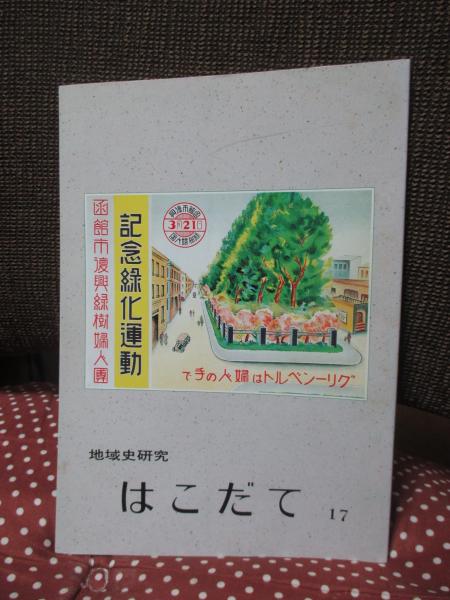 函館市復興緑樹婦人團
記念綠化運動
3月21日
グリーンベルトは婦人の手で
地域史研究
はこだて 17